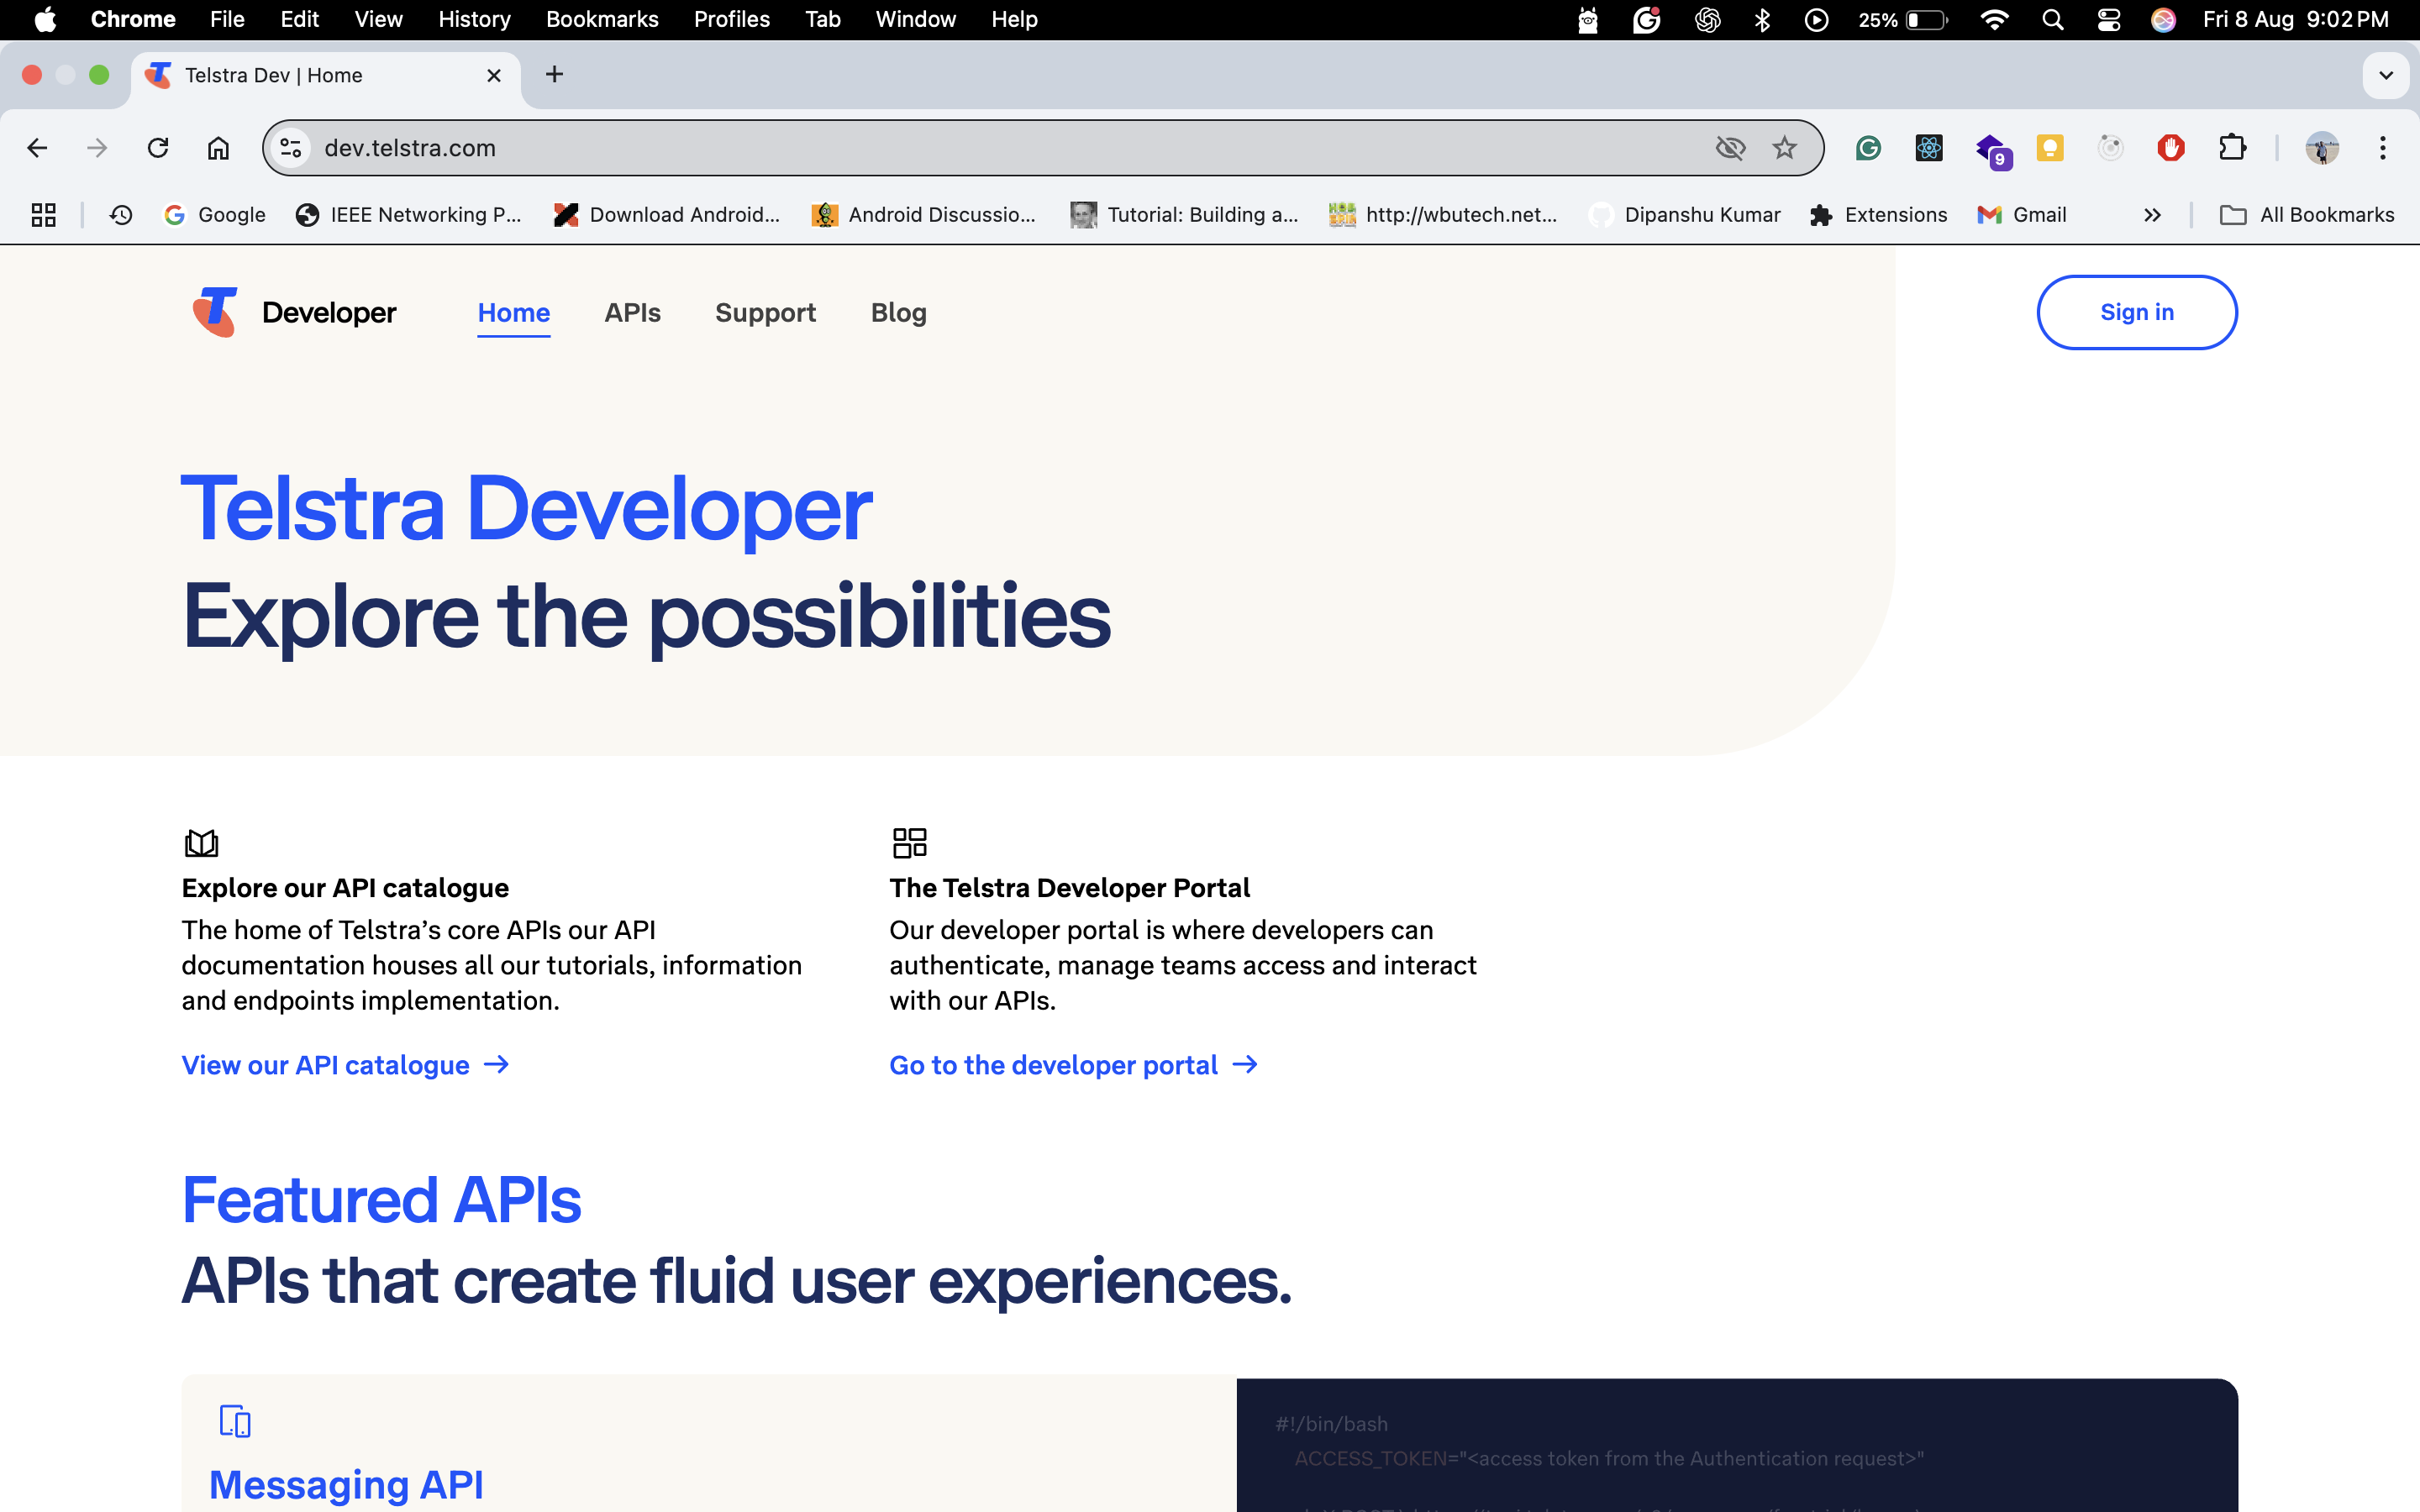 Chrome File Edit View History Bookmarks Profiles Tab Window Help 25% Fri 8 Aug 9:02 PM
Telstra Dev | Home
dev.telstra.com
9
Google IEEE Networking P... Download Android... Android Discussio... Tutorial: Building a... http://wbutech.net... Dipanshu Kumar Extensions Gmail All Bookmarks
Developer Home APIs Support Blog Sign in
Telstra Developer
Explore the possibilities
Explore our API catalogue
The home of Telstra’s core APIs our API
documentation houses all our tutorials, information
and endpoints implementation.
View our API catalogue
The Telstra Developer Portal
Our developer portal is where developers can
authenticate, manage teams access and interact
with our APIs.
Go to the developer portal
Featured APIs
APIs that create fluid user experiences.
Messaging API
#!/bin/bash
ACCESS_TOKEN="<access token from the Authentication request>"